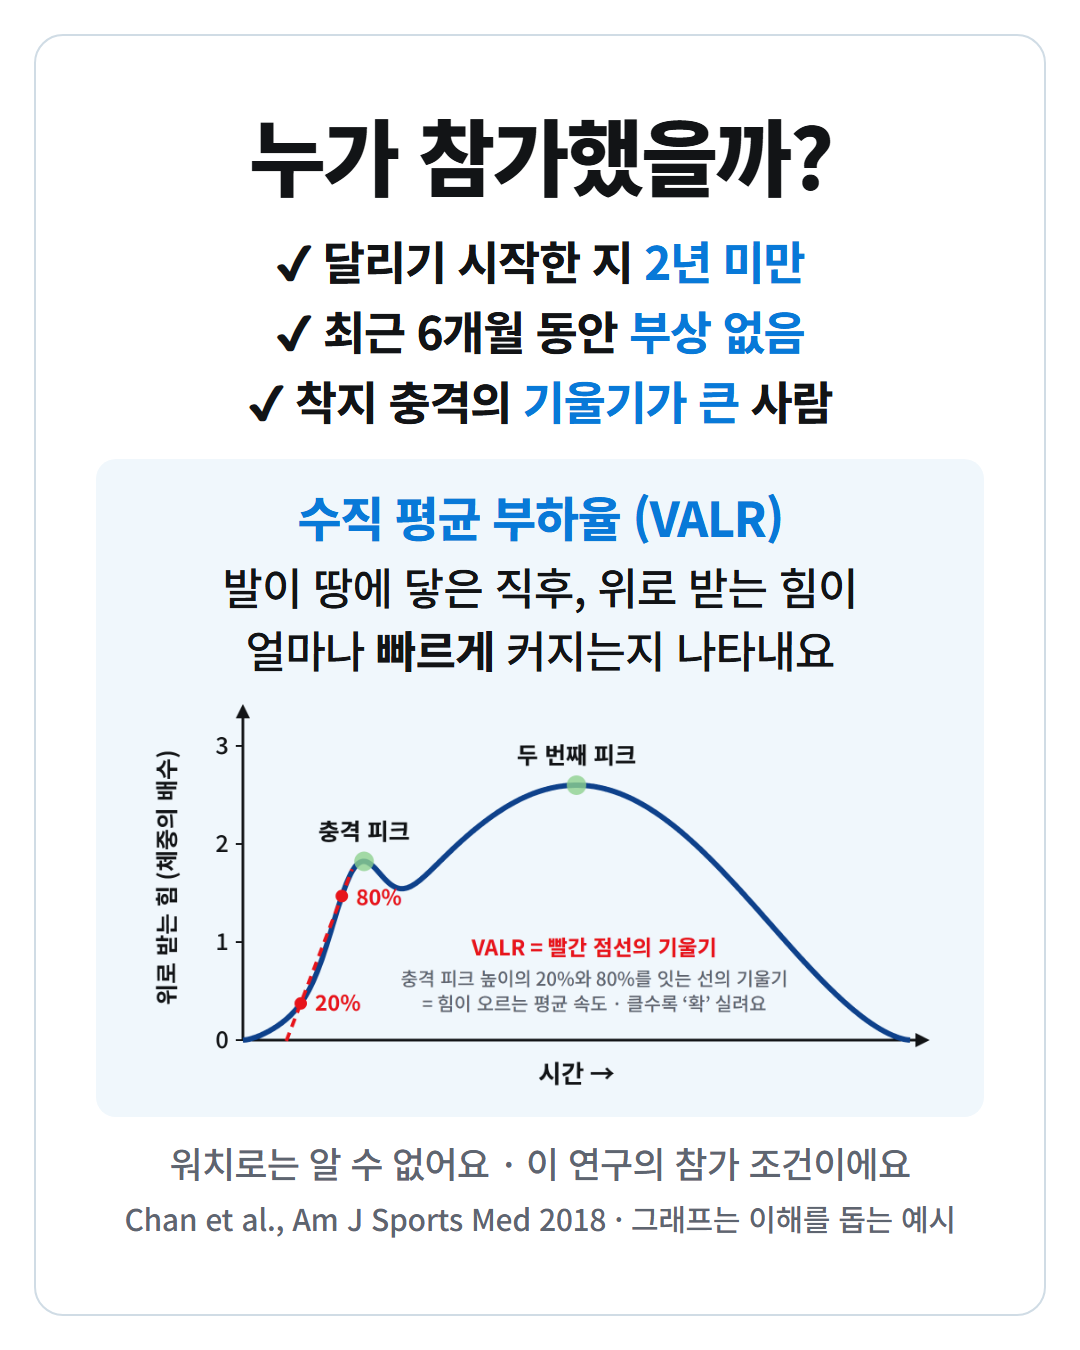 누가 참가했을까?
✓ 달리기 시작한 지 2년 미만
✓ 최근 6개월 동안 부상 없음
✓ 착지 충격의 기울기가 큰 사람
수직 평균 부하율 (VALR)
발이 땅에 닿은 직후, 위로 받는 힘이
얼마나 빠르게 커지는지 나타내요
위로 받는 힘 (체중의 배수)
3
2
1
0
두 번째 피크
충격 피크
80%
20%
VALR = 빨간 점선의 기울기
충격 피크 높이의 20%와 80%를 잇는 선의 기울기
= 힘이 오르는 평균 속도 · 클수록 ‘확’ 실려요
시간 →
워치로는 알 수 없어요 · 이 연구의 참가 조건이에요
Chan et al., Am J Sports Med 2018 · 그래프는 이해를 돕는 예시